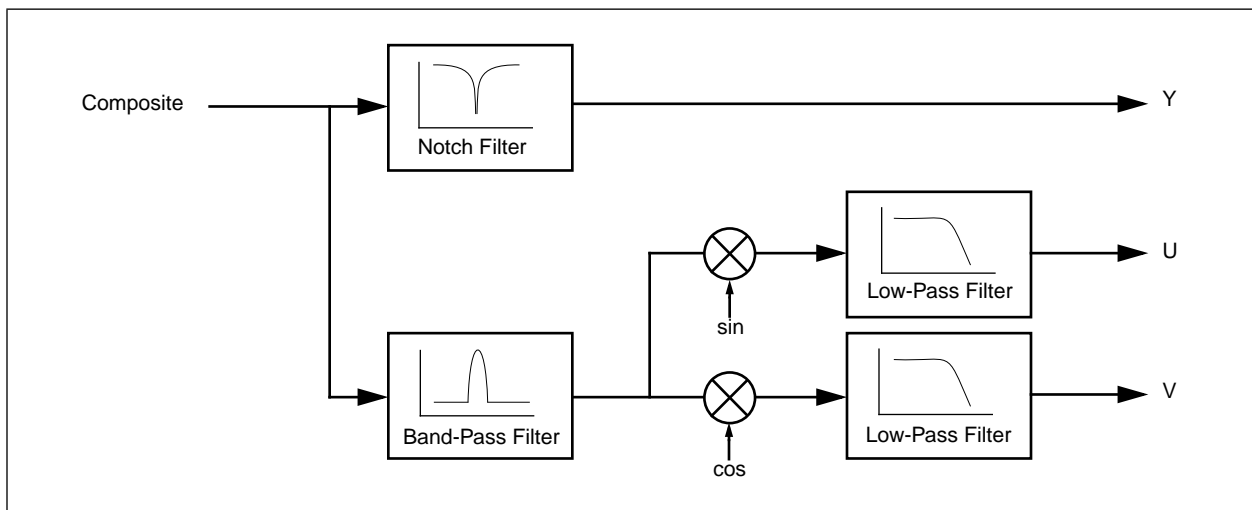 Composite
Notch Filter
Y
sin
Low-Pass Filter
U
Band-Pass Filter
cos
Low-Pass Filter
V